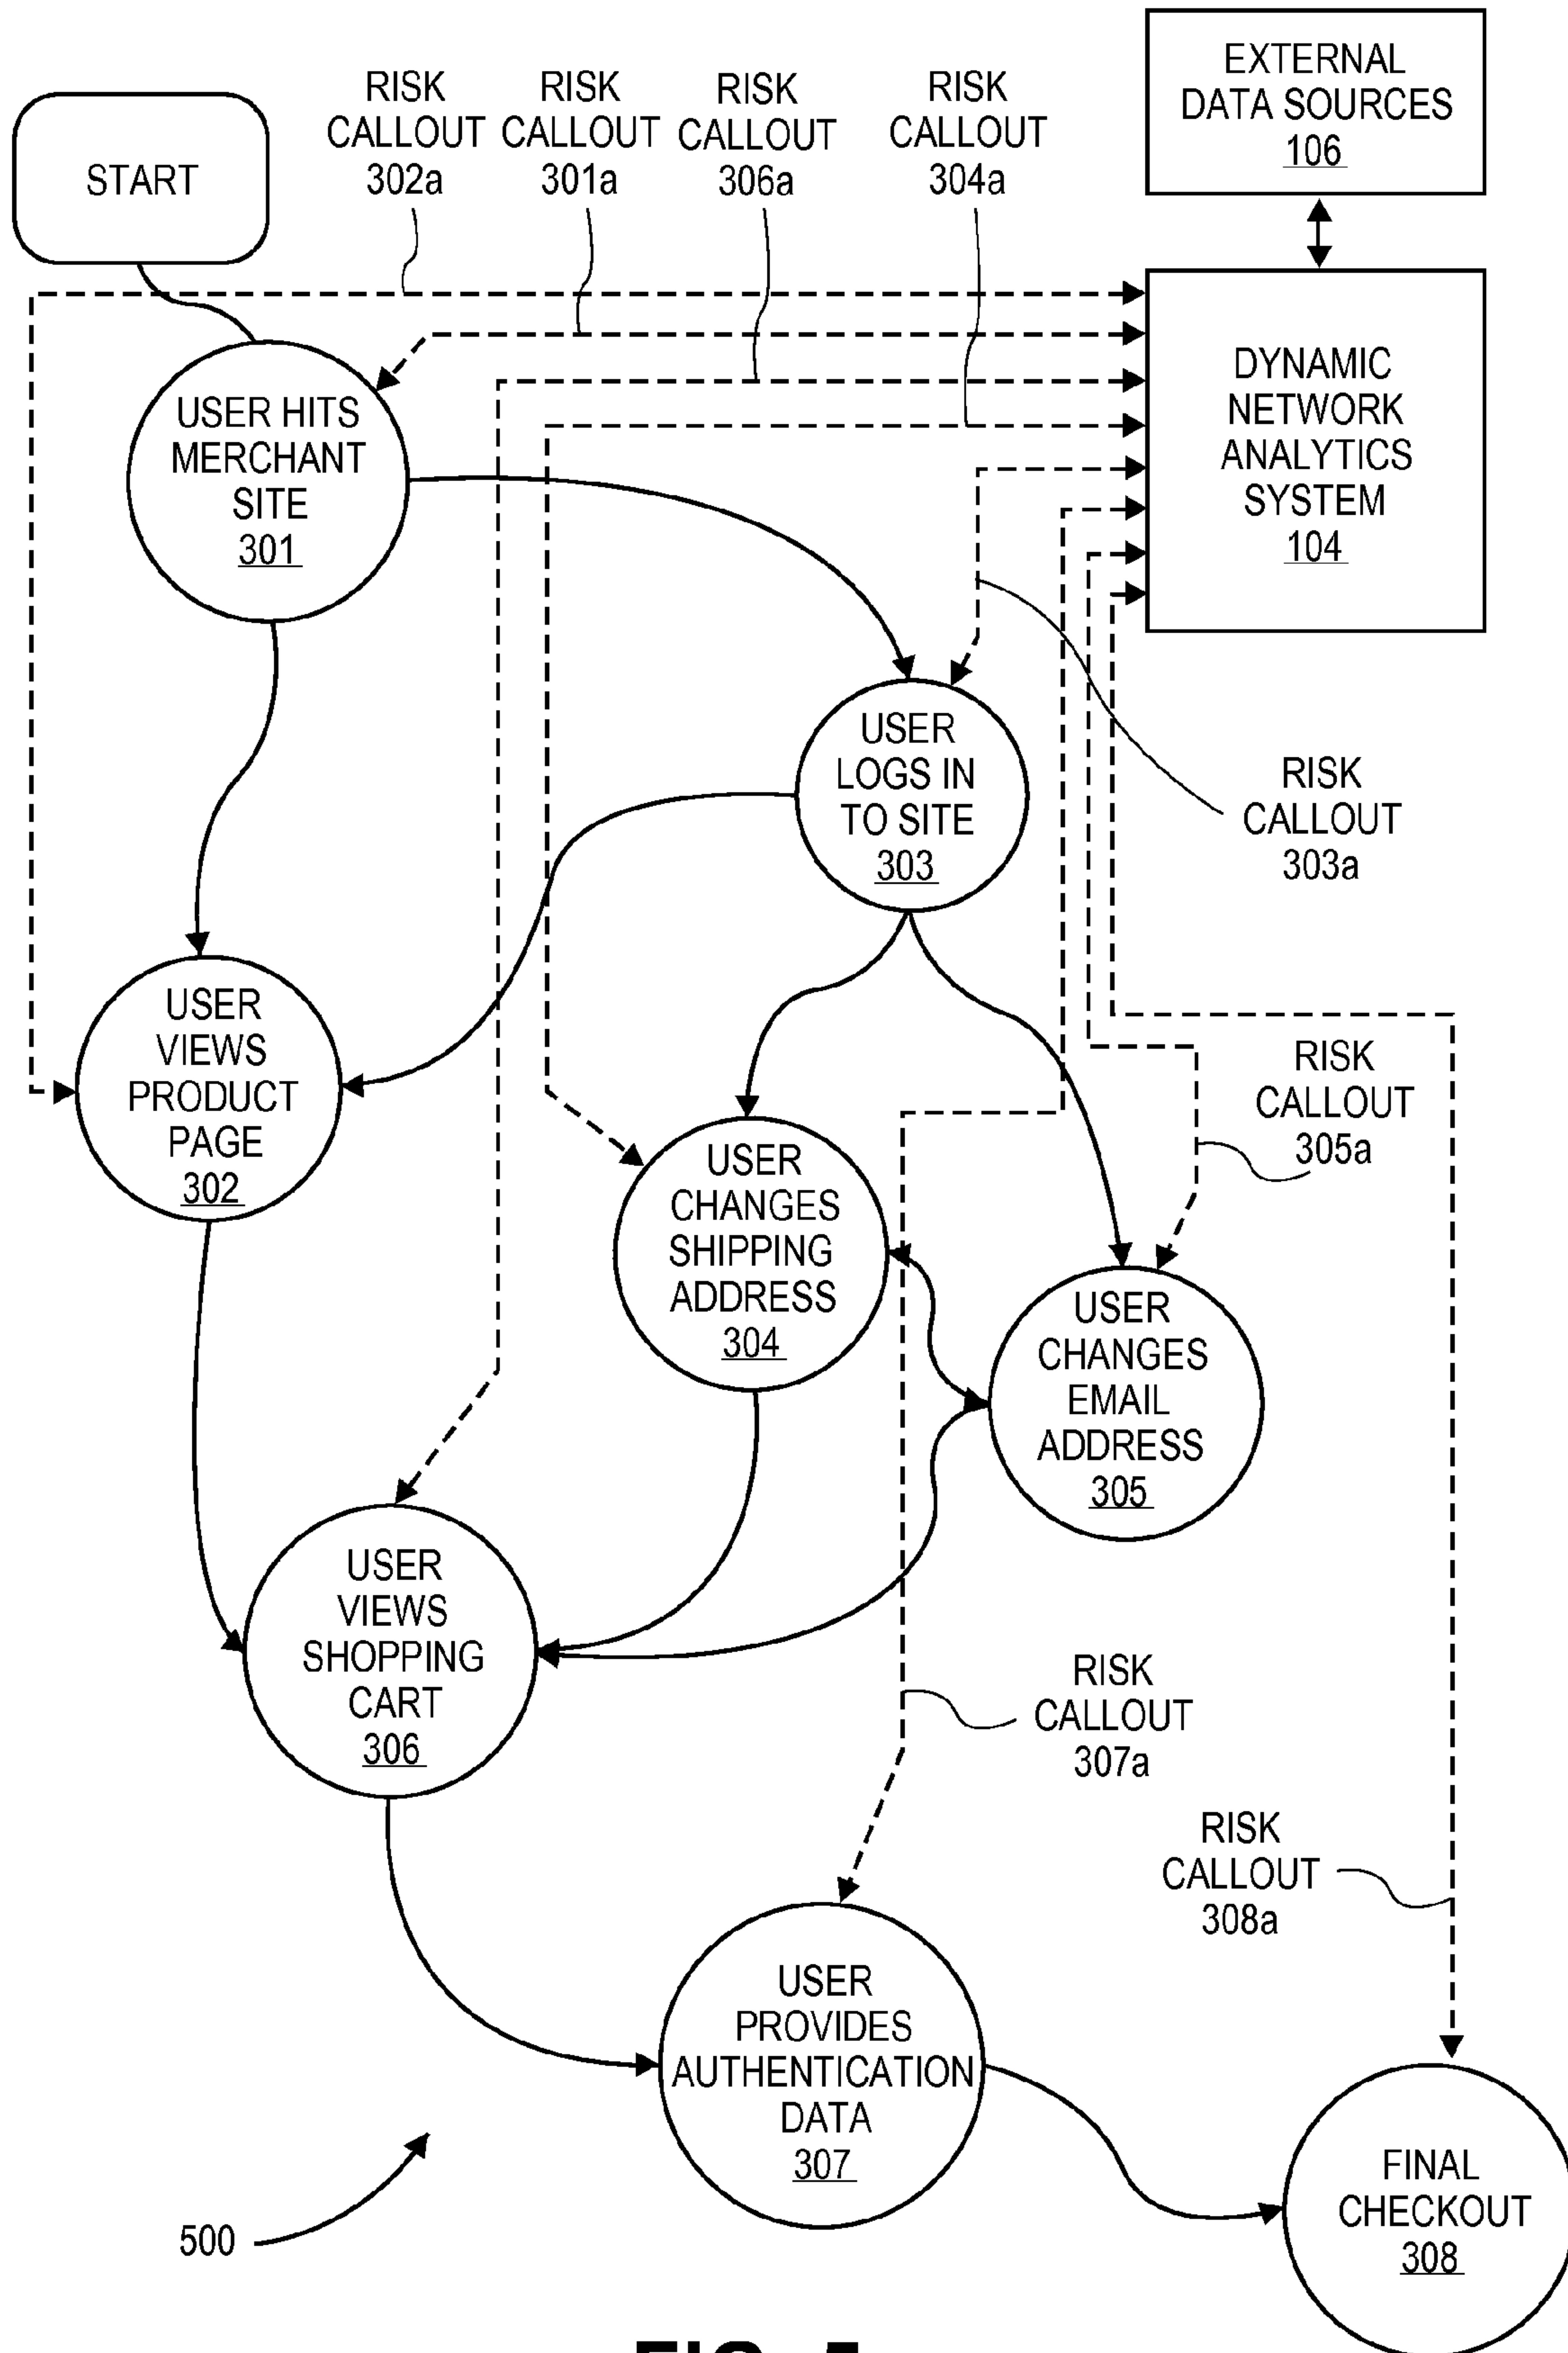 START
RISK
CALLOUT
302a
RISK
CALLOUT
301a
RISK
CALLOUT
306a
RISK
CALLOUT
304a
EXTERNAL
DATA SOURCES
106
DYNAMIC
NETWORK
ANALYTICS
SYSTEM
104
USER HITS
MERCHANT
SITE
301
USER
LOGS IN
TO SITE
303
RISK
CALLOUT
303a
USER
VIEWS
PRODUCT
PAGE
302
RISK
CALLOUT
305a
USER
CHANGES
SHIPPING
ADDRESS
304
USER
CHANGES
EMAIL
ADDRESS
305
USER
VIEWS
SHOPPING
CART
306
RISK
CALLOUT
307a
RISK
CALLOUT
308a
USER
PROVIDES
AUTHENTICATION
DATA
307
FINAL
CHECKOUT
308
500